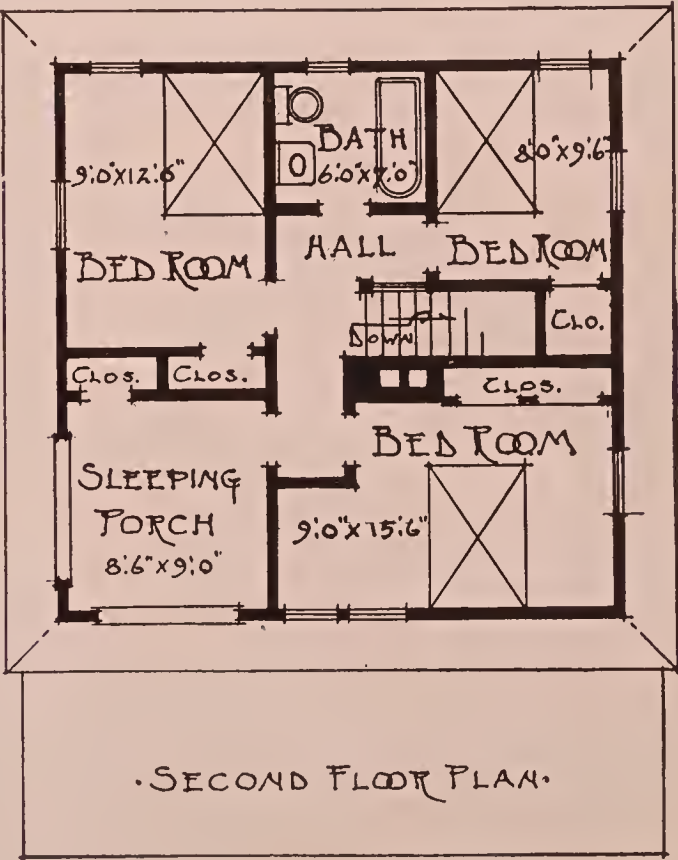 BATH
6'.0"X7'.0"
9'.0"X12'.6"
8'.0"X9'.6"
BED ROOM
HALL
BED ROOM
DOWN
CLO.
CLOS.
CLOS.
CLOS.
BED ROOM
SLEEPING
PORCH
8'.6"X9'.0"
9'.0"X15'.6"
·SECOND FLOOR PLAN·